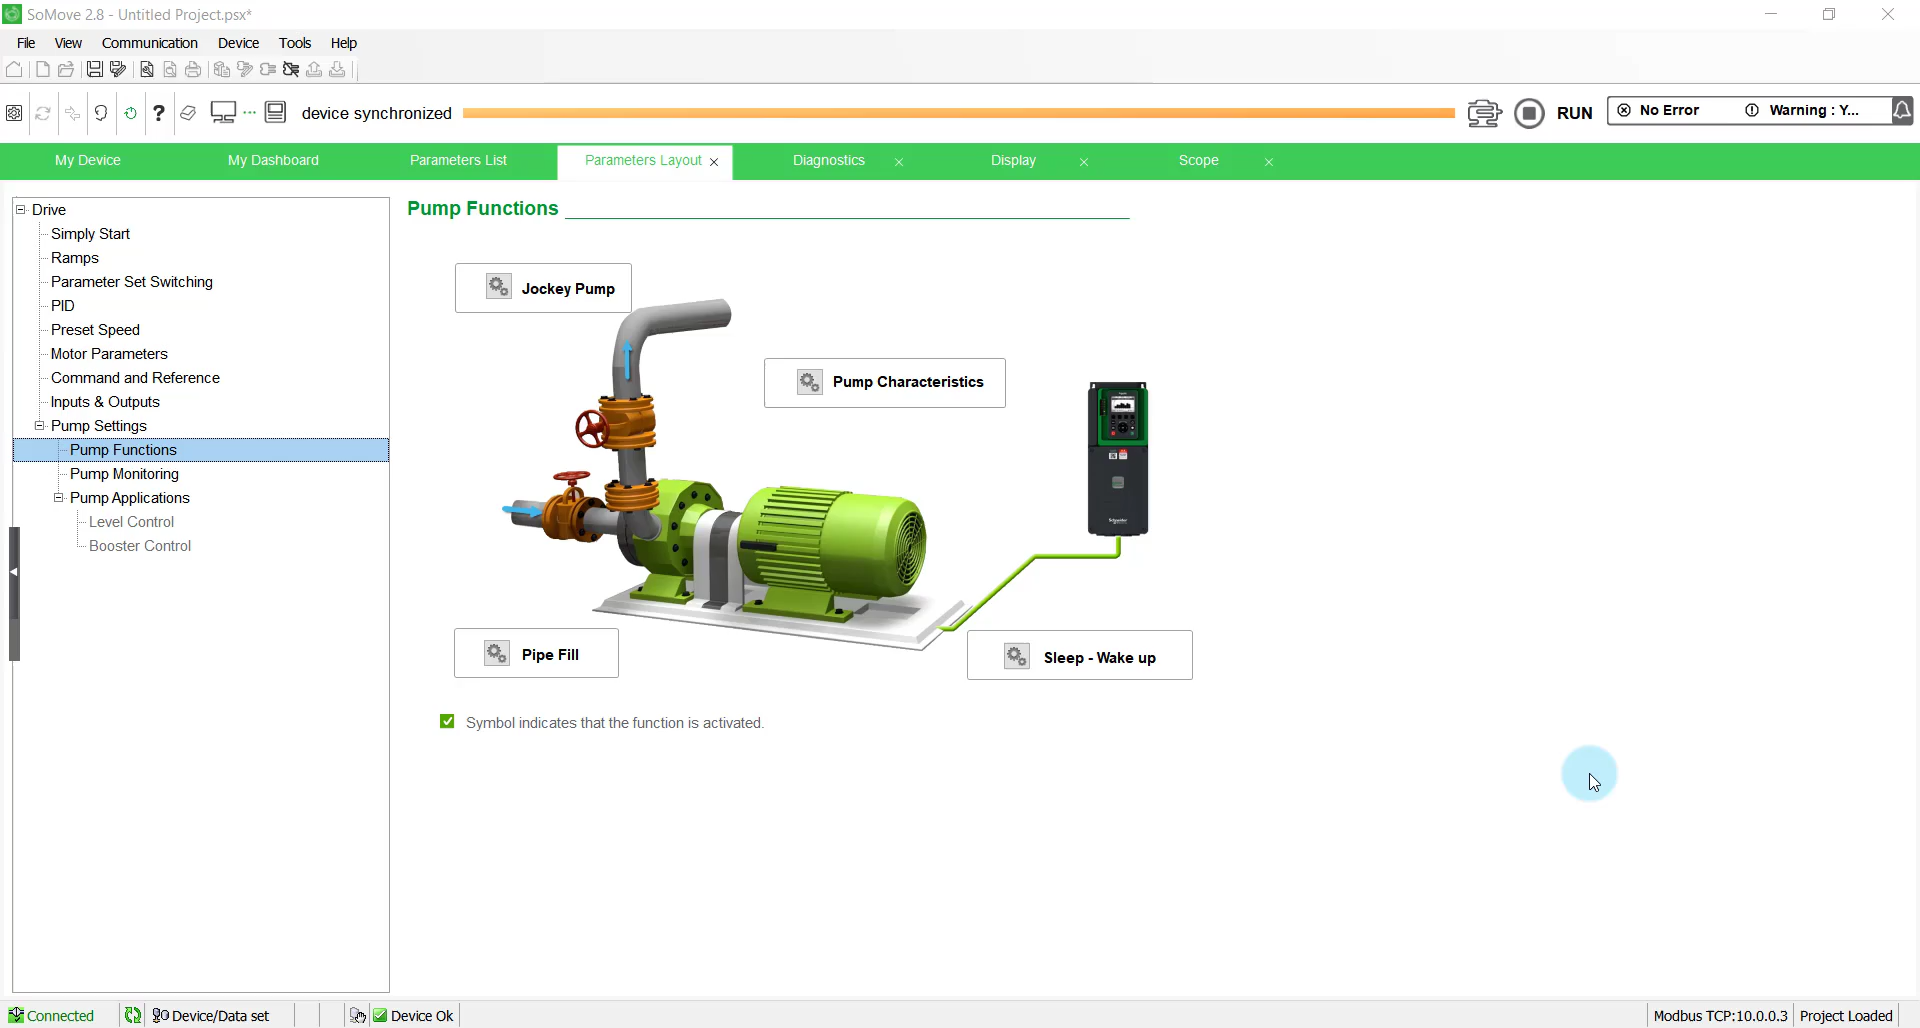 SoMove 2.8 - Untitled Project.psx*
File View Communication Device Tools Help
device synchronized
RUN
No Error
Warning : Y...
My Device
My Dashboard
Parameters List
Parameters Layout
Diagnostics
Display
Scope
Drive
Simply Start
Ramps
Parameter Set Switching
PID
Preset Speed
Motor Parameters
Command and Reference
Inputs & Outputs
Pump Settings
Pump Functions
Pump Monitoring
Pump Applications
Level Control
Booster Control
Pump Functions
Jockey Pump
Pump Characteristics
Schneider
Pipe Fill
Sleep - Wake up
Symbol indicates that the function is activated.
Connected
Device/Data set
Device Ok
Modbus TCP:10.0.0.3
Project Loaded